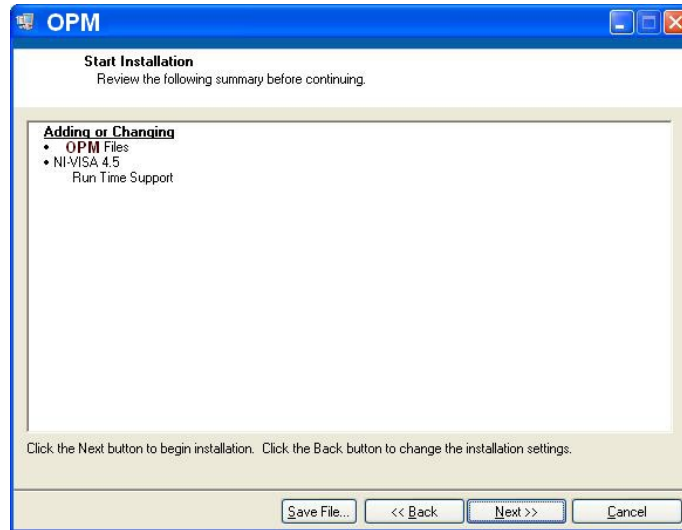 OPM
Start Installation
Review the following summary before continuing.
Adding or Changing
• OPM Files
• NI-VISA 4.5
Run Time Support
Click the Next button to begin installation. Click the Back button to change the installation settings.
Save File... << Back Next >> Cancel